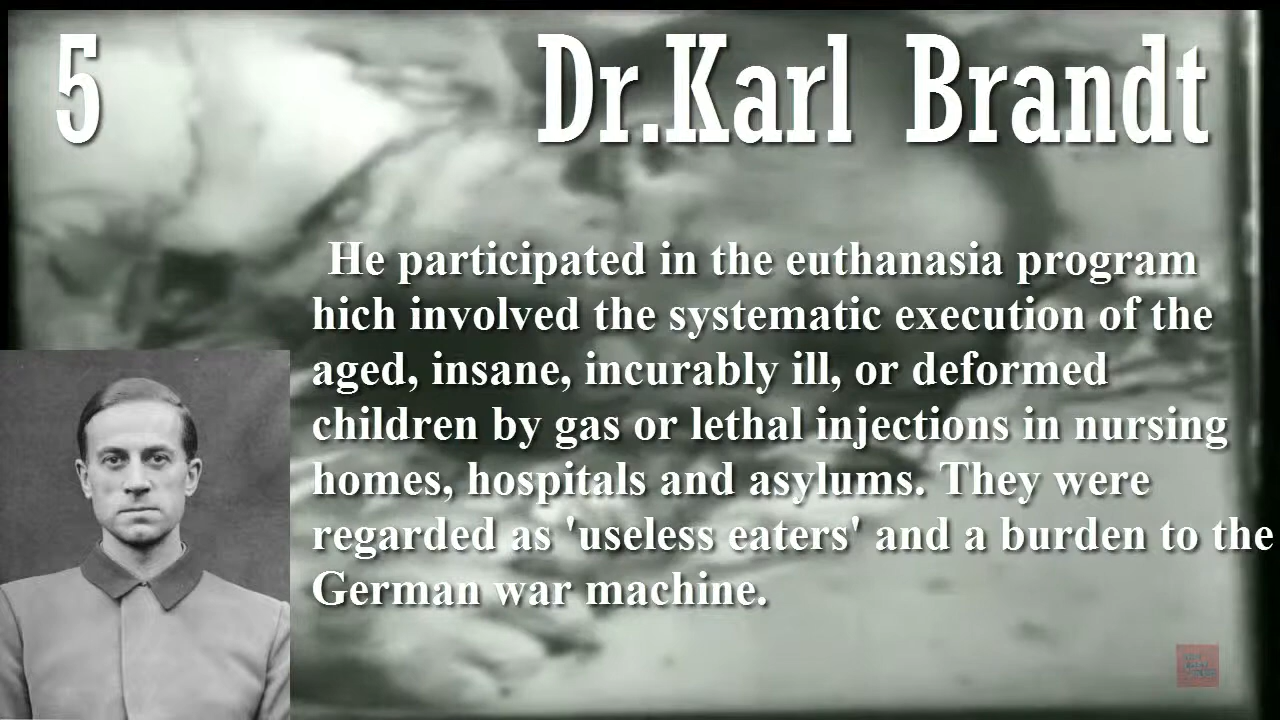 5
Dr.Karl Brandt
He participated in the euthanasia program
hich involved the systematic execution of the
aged, insane, incurably ill, or deformed
children by gas or lethal injections in nursing
homes, hospitals and asylums. They were
regarded as 'useless eaters' and a burden to the
German war machine.